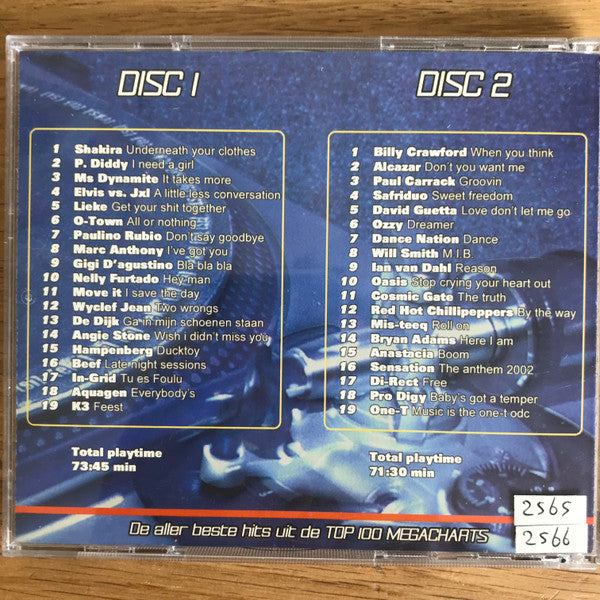 DISC 1
1 Shakira Underneath your clothes
2 P. Diddy I need a girl
3 Ms Dynamite It takes more
4 Elvis vs. Jxl A little less conversation
5 Lieke Get your shit together
6 O-Town All or nothing
7 Paulino Rubio Don't say goodbye
8 Marc Anthony I've got you
9 Gigi D'agustino Bla bla bla
10 Nelly Furtado Hey man
11 Move it I save the day
12 Wyclef Jean Two wrongs
13 De Dijk Ga in mijn schoenen staan
14 Angie Stone Wish i didn't miss you
15 Hampenberg Ducktoy
16 Beef Late night sessions
17 In-Grid Tu es Foulu
18 Aquagen Everybody's
19 K3 Feest
Total playtime
73:45 min
DISC 2
1 Billy Crawford When you think
2 Alcazar Don't you want me
3 Paul Carrack Groovin
4 Safriduo Sweet freedom
5 David Guetta Love don't let me go
6 Ozzy Dreamer
7 Dance Nation Dance
8 Will Smith M.I.B.
9 Ian van Dahl Reason
10 Oasis Stop crying your heart out
11 Cosmic Gate The truth
12 Red Hot Chillipeppers By the way
13 Mis-teeq Roll on
14 Bryan Adams Here I am
15 Anastacia Boom
16 Sensation The anthem 2002
17 Di-Rect Free
18 Pro Digy Baby's got a temper
19 One-T Music is the one-t odc
Total playtime
71:30 min
De aller beste hits uit de TOP 100 MEGACHARTS
2565
2566